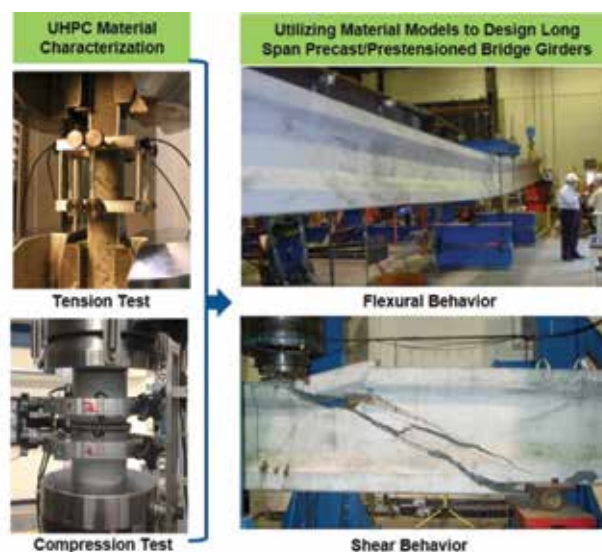 UHPC Material
Characterization
Utilizing Material Models to Design Long
Span Precast/Prestensioned Bridge Girders
Tension Test
Flexural Behavior
Compression Test
Shear Behavior